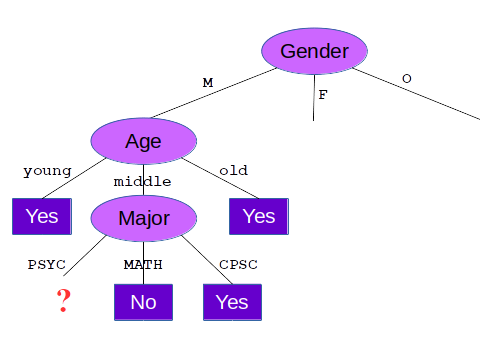 Gender
M
F
O
Age
young
middle
old
Yes
Major
Yes
PSYC
MATH
CPSC
?
No
Yes